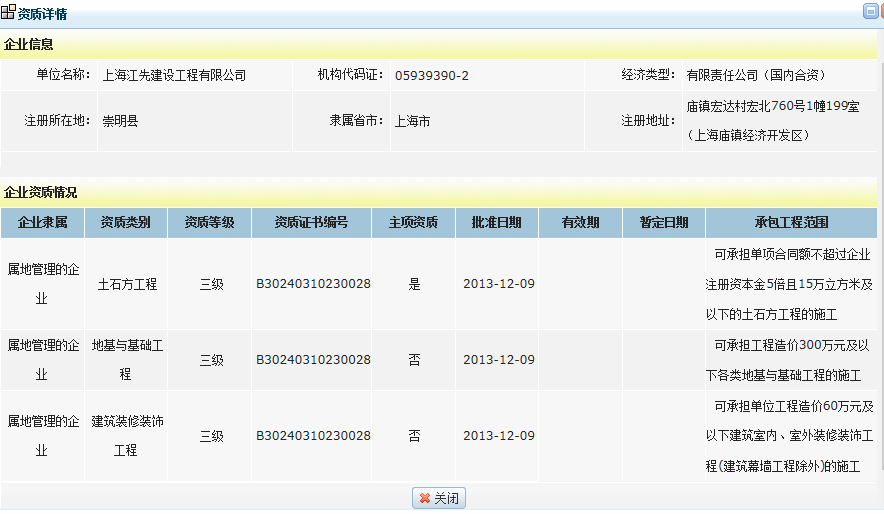 资质详情
企业信息
单位名称： 上海江先建设工程有限公司 机构代码证： 05939390-2 经济类型： 有限责任公司（国内合资）
注册所在地： 崇明县 隶属省市： 上海市 注册地址： 庙镇宏达村宏北760号1幢199室
（上海庙镇经济开发区）
企业资质情况
企业隶属 资质类别 资质等级 资质证书编号 主项资质 批准日期 有效期 暂定日期 承包工程范围
属地管理的企
业
土石方工程 三级 B30240310230028 是 2013-12-09
可承担单项合同额不超过企业
注册资本金5倍且15万立方米及
以下的土石方工程的施工
属地管理的企
业
地基与基础工
程
三级 B30240310230028 否 2013-12-09
可承担工程造价300万元及以
下各类地基与基础工程的施工
属地管理的企
业
建筑装修装饰
工程
三级 B30240310230028 否 2013-12-09
可承担单位工程造价60万元及
以下建筑室内、室外装修装饰工
程(建筑幕墙工程除外)的施工
关闭